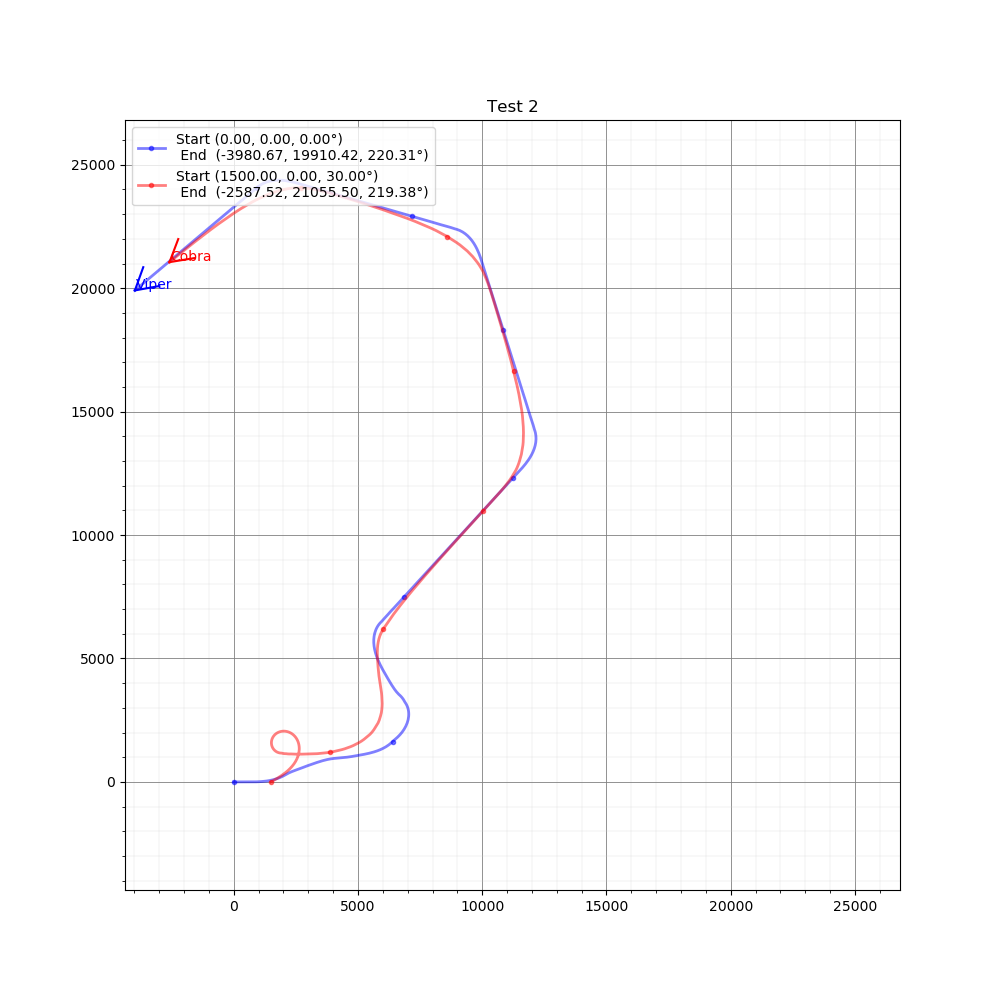 Test 2
Start (0.00, 0.00, 0.00°)
End (-3980.67, 19910.42, 220.31°)
Start (1500.00, 0.00, 30.00°)
End (-2587.52, 21055.50, 219.38°)
25000
Cobra
Viper
20000
15000
10000
5000
0
0 5000 10000 15000 20000 25000